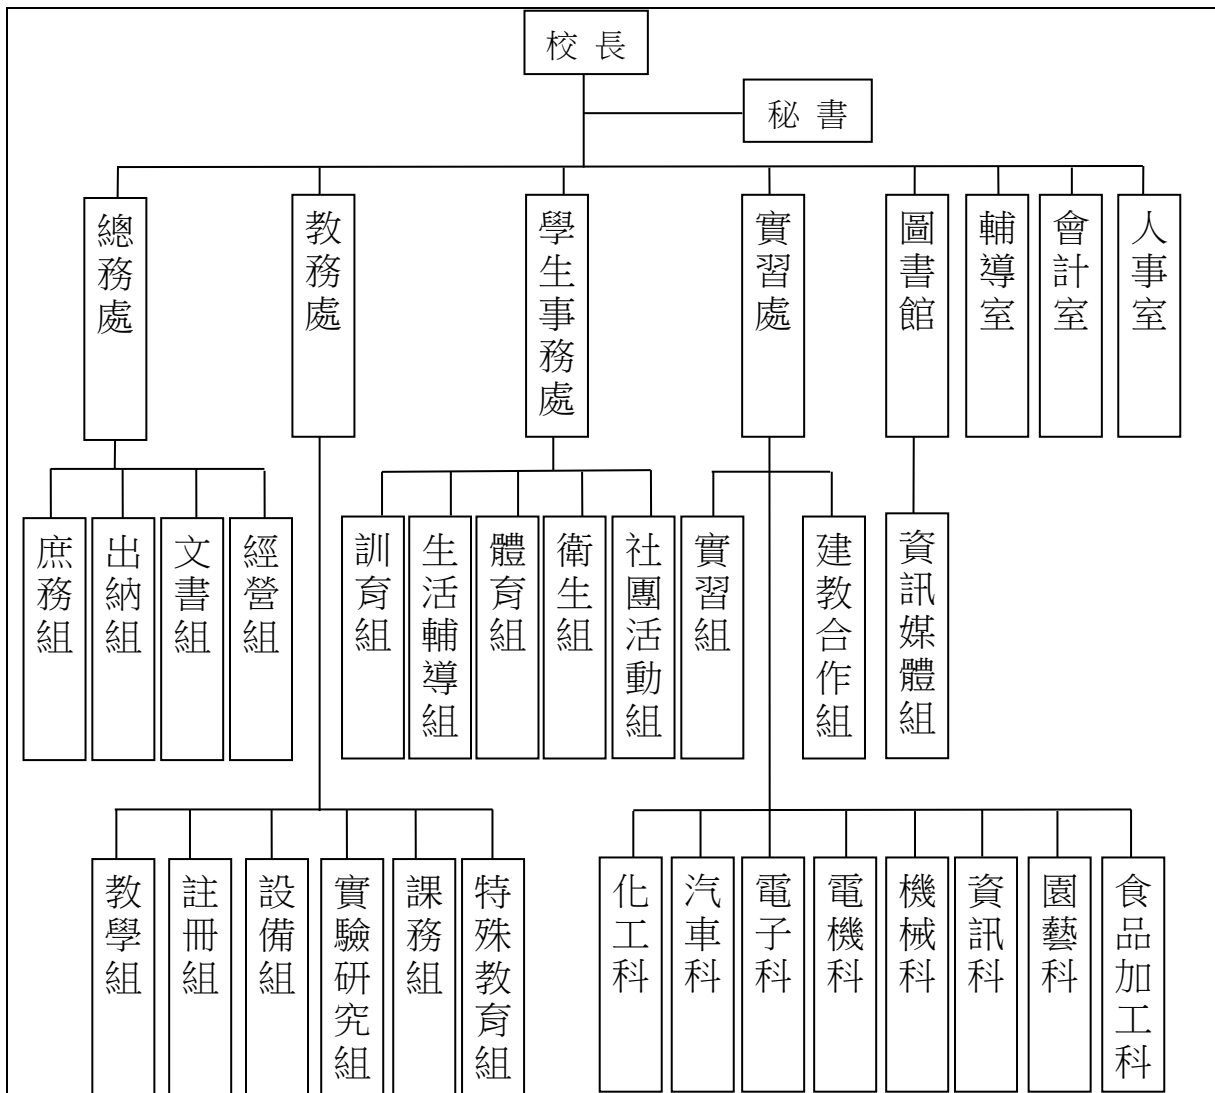 校長
秘書
總務處
教務處
學生事務處
實習處
圖書館
輔導室
會計室
人事室
庶務組
出納組
文書組
經營組
訓育組
生活輔導組
體育組
衛生組
社團活動組
實習組
建教合作組
資訊媒體組
教學組
註冊組
設備組
實驗研究組
課務組
特殊教育組
化工科
汽車科
電子科
電機科
機械科
資訊科
園藝科
食品加工科